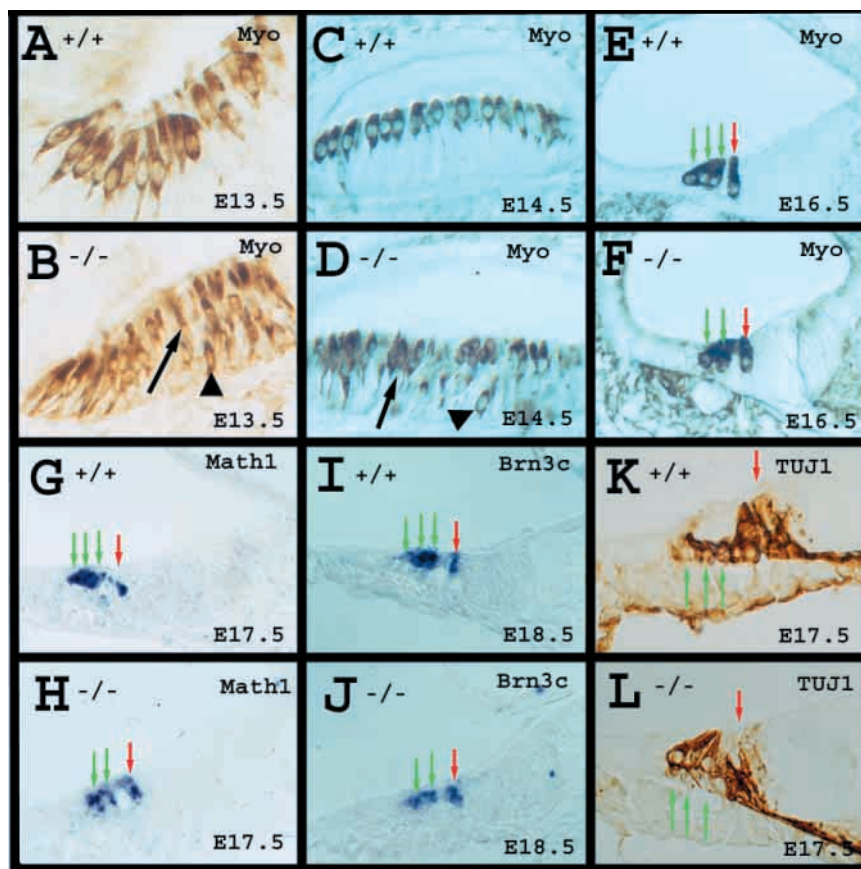 A +/+ Myo
E13.5
C +/+ Myo
E14.5
E +/+ Myo
E16.5
B -/- Myo
E13.5
D -/- Myo
E14.5
F -/- Myo
E16.5
G +/+ Math1
E17.5
I +/+ Brn3c
E18.5
K +/+ TUJ1
E17.5
H -/- Math1
E17.5
J -/- Brn3c
E18.5
L -/- TUJ1
E17.5